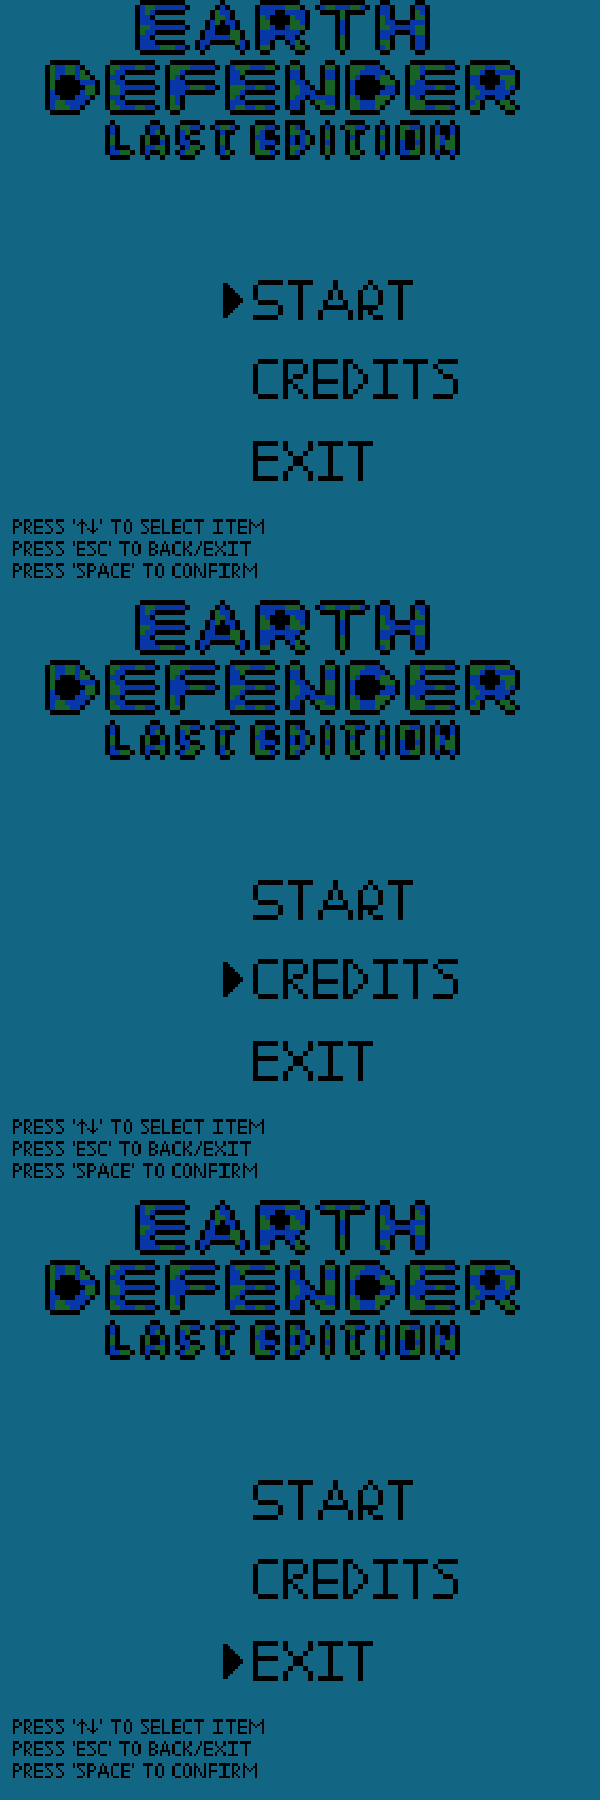 EARTH
DEFENDER
LAST EDITION
▶START
CREDITS
EXIT
PRESS '↑↓' TO SELECT ITEM
PRESS 'ESC' TO BACK/EXIT
PRESS 'SPACE' TO CONFIRM
EARTH
DEFENDER
LAST EDITION
START
▶CREDITS
EXIT
PRESS '↑↓' TO SELECT ITEM
PRESS 'ESC' TO BACK/EXIT
PRESS 'SPACE' TO CONFIRM
EARTH
DEFENDER
LAST EDITION
START
CREDITS
▶EXIT
PRESS '↑↓' TO SELECT ITEM
PRESS 'ESC' TO BACK/EXIT
PRESS 'SPACE' TO CONFIRM